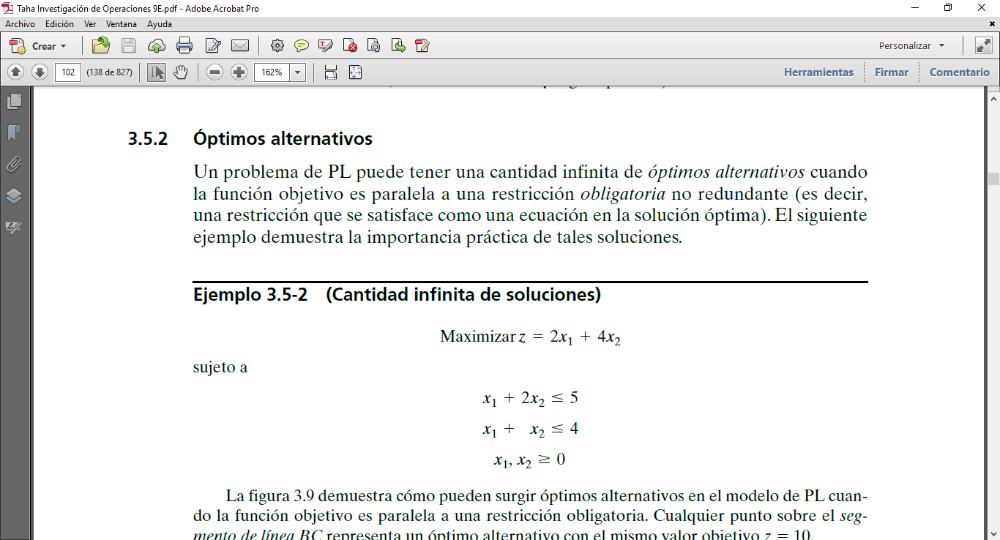 Taha Investigación de Operaciones 9E.pdf - Adobe Acrobat Pro
Archivo Edición Ver Ventana Ayuda
Crear Personalizar
102 (138 de 827) 162% Herramientas Firmar Comentario
3.5.2 Óptimos alternativos
Un problema de PL puede tener una cantidad infinita de óptimos alternativos cuando
la función objetivo es paralela a una restricción obligatoria no redundante (es decir,
una restricción que se satisface como una ecuación en la solución óptima). El siguiente
ejemplo demuestra la importancia práctica de tales soluciones.
Ejemplo 3.5-2 (Cantidad infinita de soluciones)
Maximizar z = 2x₁ + 4x₂
sujeto a
x₁ + 2x₂ ≤ 5
x₁ + x₂ ≤ 4
x₁, x₂ ≥ 0
La figura 3.9 demuestra cómo pueden surgir óptimos alternativos en el modelo de PL cuan-
do la función objetivo es paralela a una restricción obligatoria. Cualquier punto sobre el seg-
mento de línea BC representa un óptimo alternativo con el mismo valor objetivo z = 10.